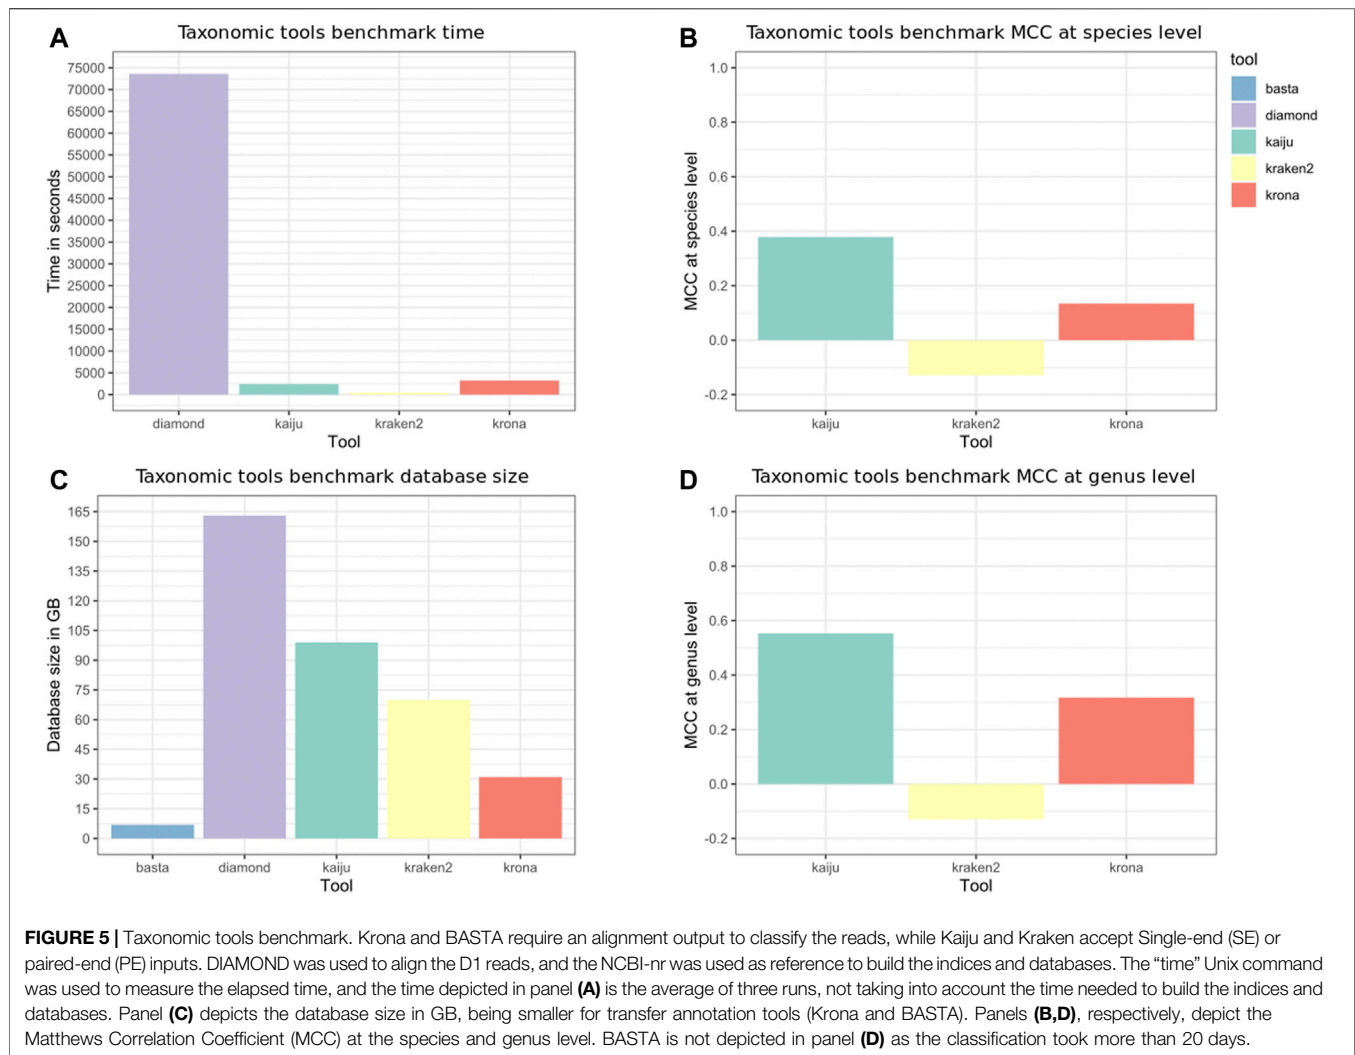 A
Taxonomic tools benchmark time
Time in seconds
75000
70000
65000
60000
55000
50000
45000
40000
35000
30000
25000
20000
15000
10000
5000
0
diamond kaiju kraken2 krona
Tool
B
Taxonomic tools benchmark MCC at species level
MCC at species level
1.0
0.8
0.6
0.4
0.2
0.0
-0.2
kaiju kraken2 krona
Tool
tool
basta
diamond
kaiju
kraken2
krona
C
Taxonomic tools benchmark database size
Database size in GB
165
150
135
120
105
90
75
60
45
30
15
0
basta diamond kaiju kraken2 krona
Tool
D
Taxonomic tools benchmark MCC at genus level
MCC at genus level
1.0
0.8
0.6
0.4
0.2
0.0
-0.2
kaiju kraken2 krona
Tool
FIGURE 5 | Taxonomic tools benchmark. Krona and BASTA require an alignment output to classify the reads, while Kaiju and Kraken accept Single-end (SE) or
paired-end (PE) inputs. DIAMOND was used to align the D1 reads, and the NCBI-nr was used as reference to build the indices and databases. The “time” Unix command
was used to measure the elapsed time, and the time depicted in panel (A) is the average of three runs, not taking into account the time needed to build the indices and
databases. Panel (C) depicts the database size in GB, being smaller for transfer annotation tools (Krona and BASTA). Panels (B,D), respectively, depict the
Matthews Correlation Coefficient (MCC) at the species and genus level. BASTA is not depicted in panel (D) as the classification took more than 20 days.